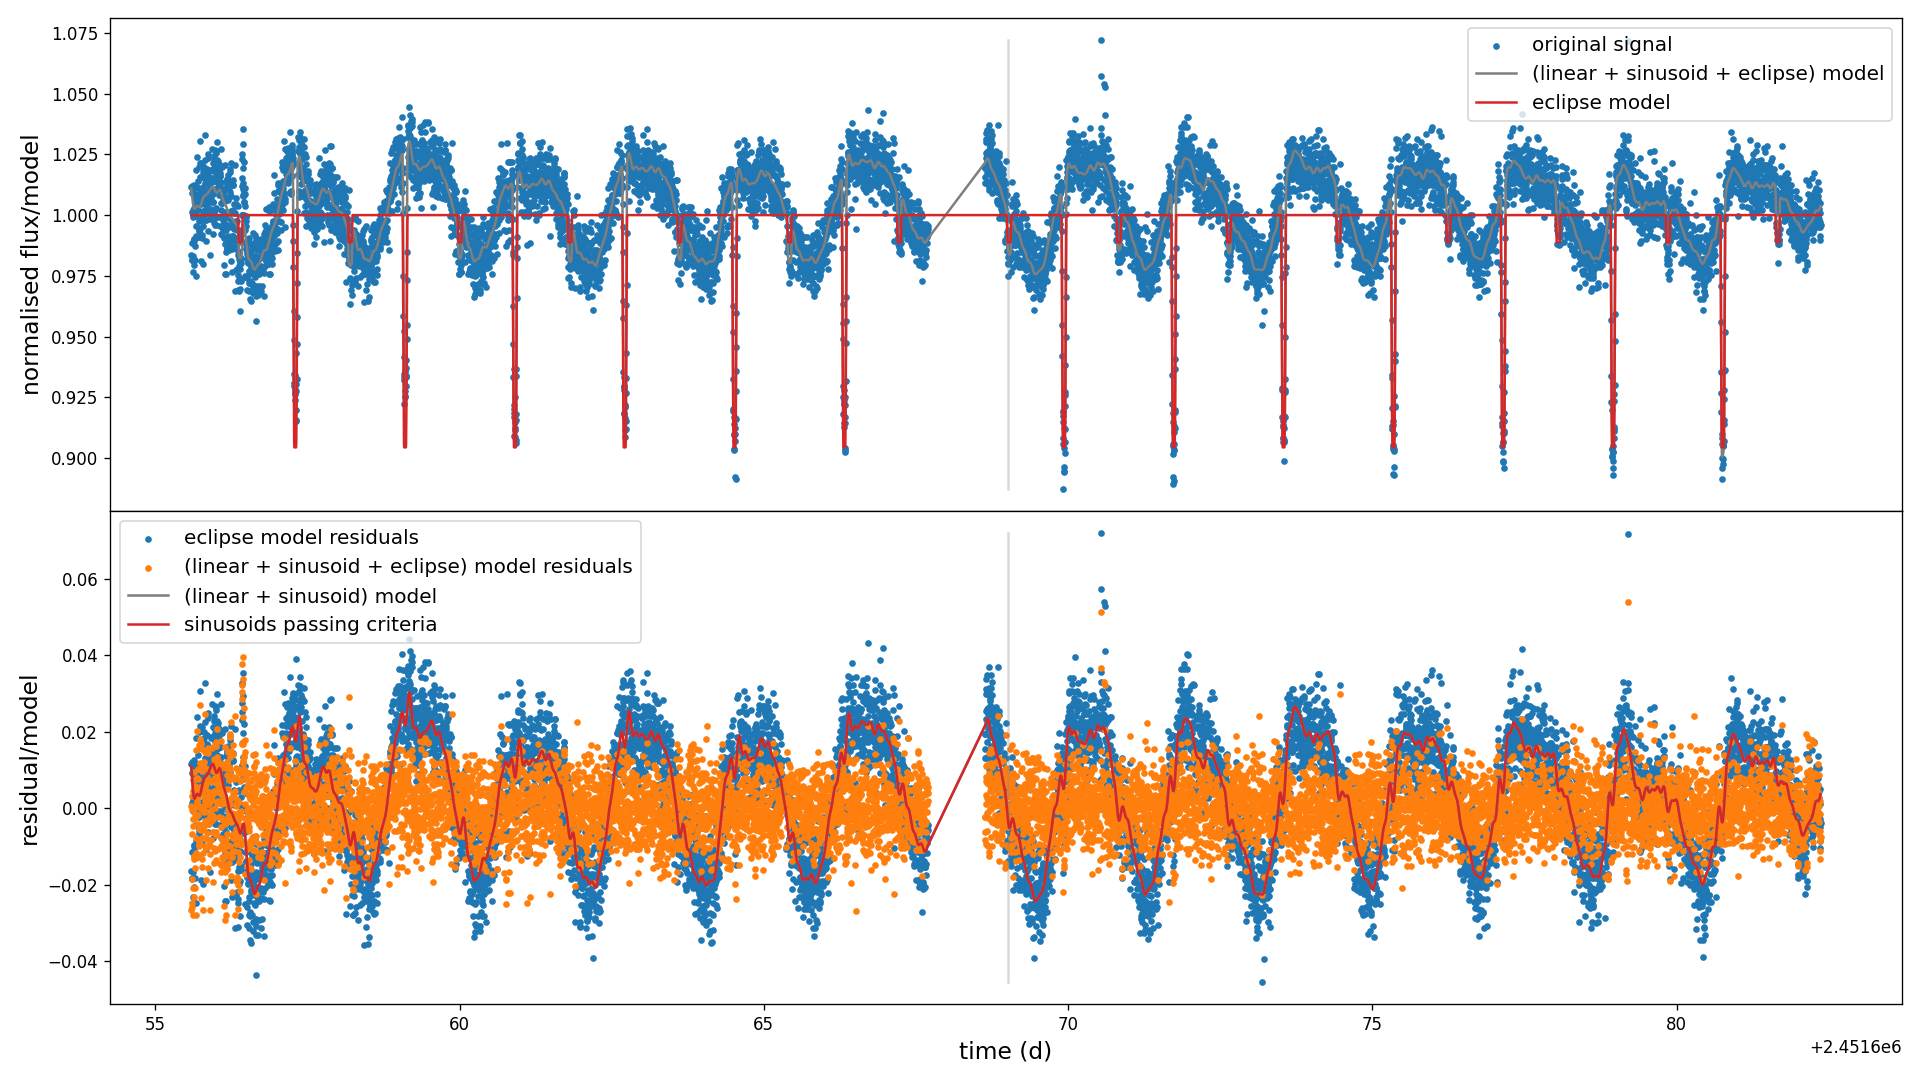 1.075
1.050
1.025
1.000
0.975
0.950
0.925
0.900
normalised flux/model
original signal
(linear + sinusoid + eclipse) model
eclipse model
0.06
0.04
0.02
0.00
−0.02
−0.04
residual/model
eclipse model residuals
(linear + sinusoid + eclipse) model residuals
(linear + sinusoid) model
sinusoids passing criteria
55 60 65 70 75 80
time (d)
+2.4516e6